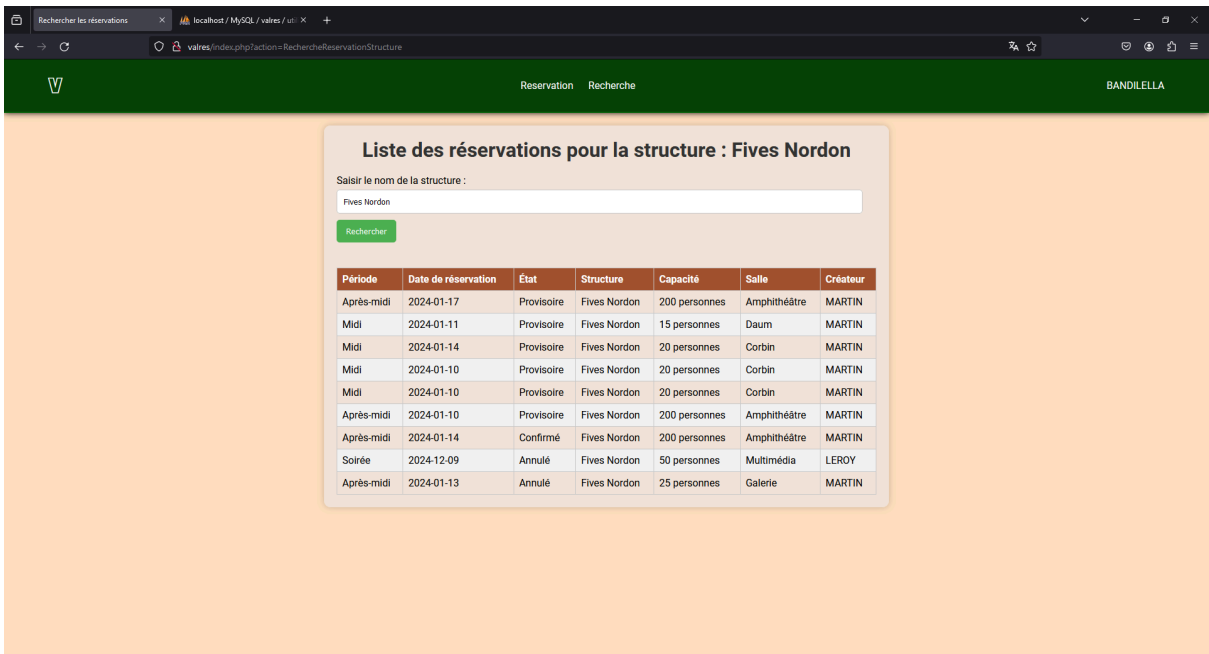 Rechercher les réservations
localhost / MySQL / valres / util
valres/index.php?action=RechercheReservationStructure
V Reservation Recherche BANDILELLA
Liste des réservations pour la structure : Fives Nordon
Saisir le nom de la structure :
Fives Nordon
Rechercher
Période Date de réservation État Structure Capacité Salle Créateur
Après-midi 2024-01-17 Provisoire Fives Nordon 200 personnes Amphithéâtre MARTIN
Midi 2024-01-11 Provisoire Fives Nordon 15 personnes Daum MARTIN
Midi 2024-01-14 Provisoire Fives Nordon 20 personnes Corbin MARTIN
Midi 2024-01-10 Provisoire Fives Nordon 20 personnes Corbin MARTIN
Midi 2024-01-10 Provisoire Fives Nordon 20 personnes Corbin MARTIN
Après-midi 2024-01-10 Provisoire Fives Nordon 200 personnes Amphithéâtre MARTIN
Après-midi 2024-01-14 Confirmé Fives Nordon 200 personnes Amphithéâtre MARTIN
Soirée 2024-12-09 Annulé Fives Nordon 50 personnes Multimédia LEROY
Après-midi 2024-01-13 Annulé Fives Nordon 25 personnes Galerie MARTIN